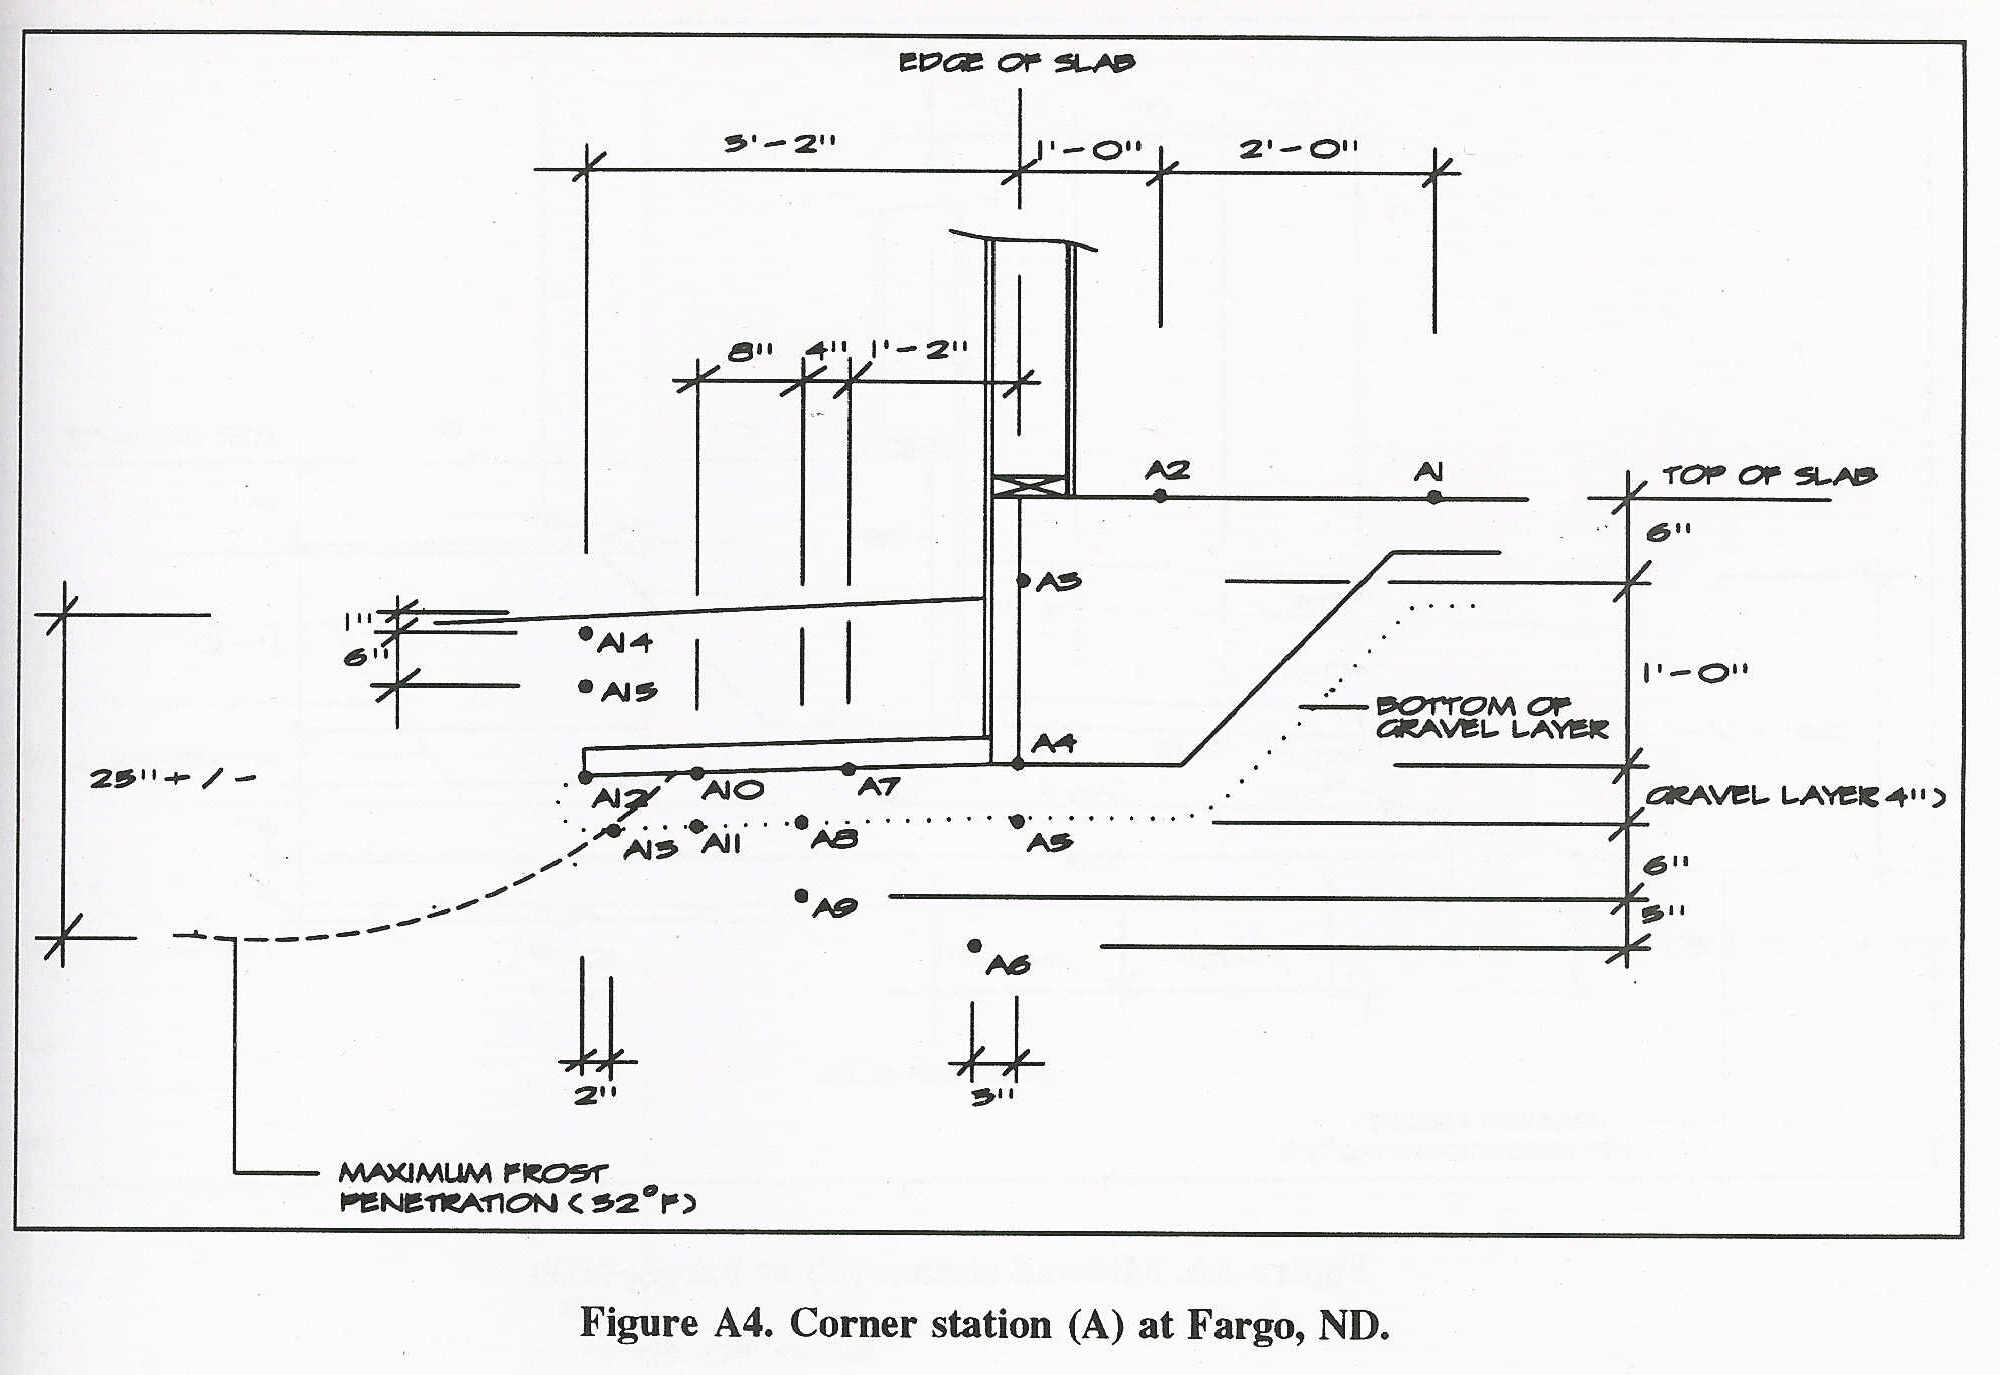 EDGE OF SLAB
3'-2"
1'-0"
2'-0"
8"
4"
1'-2"
A2
A1
TOP OF SLAB
6"
A3
1"
6"
A14
A15
1'-0"
BOTTOM OF
GRAVEL LAYER
A4
25"+/-
A12
A10
A7
GRAVEL LAYER 4")
A13
A11
A8
A5
6"
A9
3"
A6
2"
3"
MAXIMUM FROST
PENETRATION (32°F)
Figure A4. Corner station (A) at Fargo, ND.